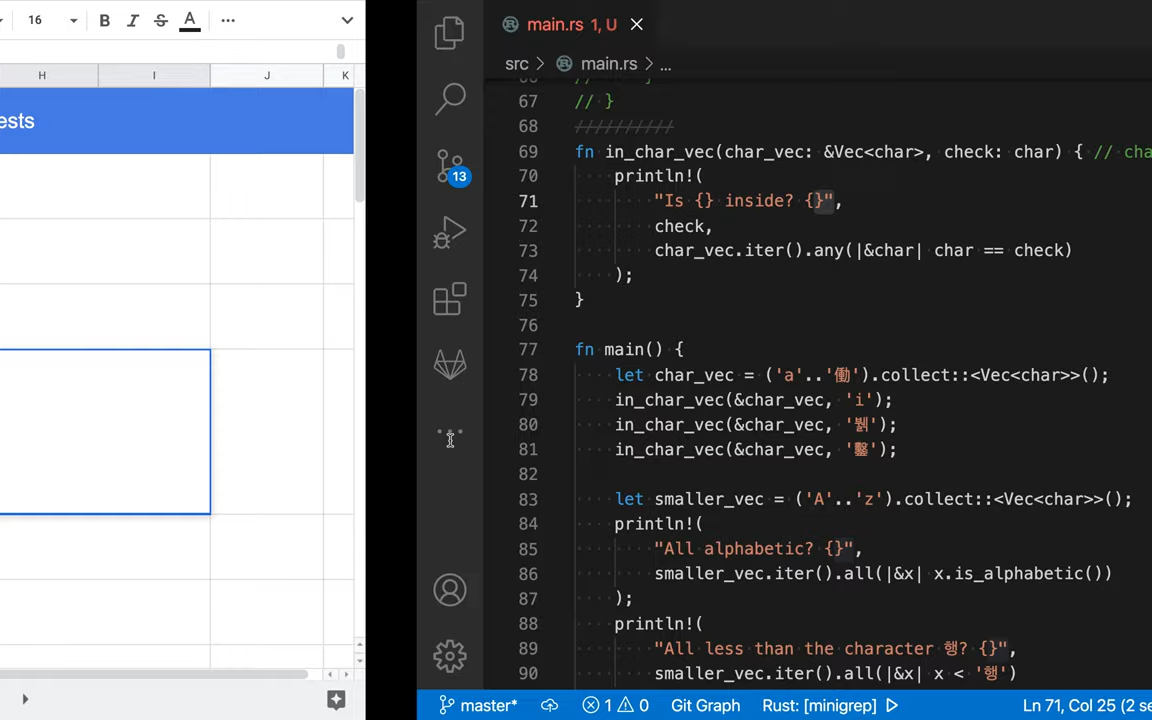 16 B I S A
H I J K
ests
main.rs 1, U
src > main.rs > ...
67 // }
68 //////////
69 fn in_char_vec(char_vec: &Vec<char>, check: char) { // cha
70 println!(
71 "Is {} inside? {}",
72 check,
73 char_vec.iter().any(|&char| char == check)
74 );
75 }
76
77 fn main() {
78 let char_vec = ('a'..'働').collect::<Vec<char>>();
79 in_char_vec(&char_vec, 'i');
80 in_char_vec(&char_vec, '뷁');
81 in_char_vec(&char_vec, '鑿');
82
83 let smaller_vec = ('A'..'z').collect::<Vec<char>>();
84 println!(
85 "All alphabetic? {}",
86 smaller_vec.iter().all(|&x| x.is_alphabetic())
87 );
88 println!(
89 "All less than the character 행? {}",
90 smaller_vec.iter().all(|&x| x < '행')
13
master* 1 0 Git Graph Rust: [minigrep] Ln 71, Col 25 (2 se